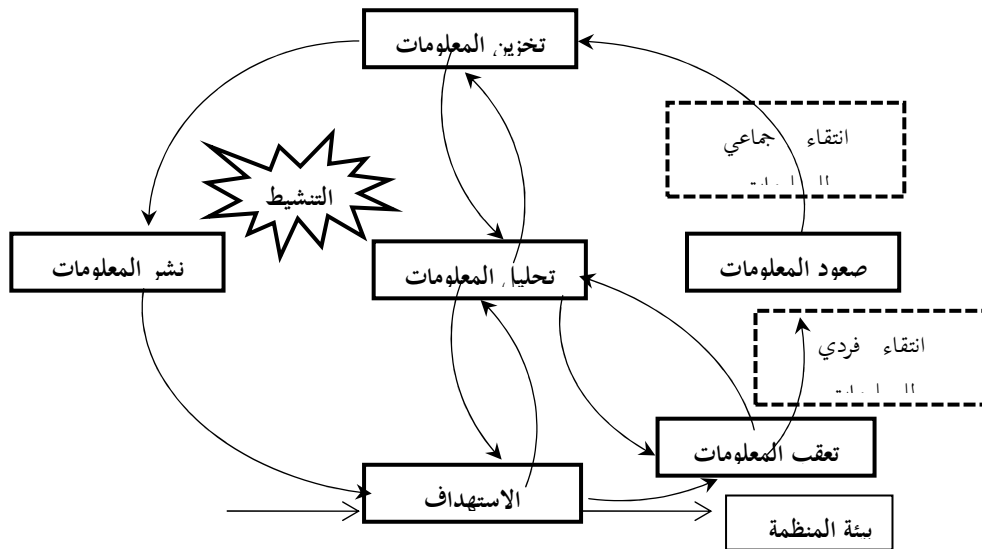 تخزين المعلومات
انتقاء جماعي
التنشيط
صعود المعلومات
تحليل المعلومات
نشر المعلومات
انتقاء فردي
تعقب المعلومات
الاستهداف
بيئة المنظمة